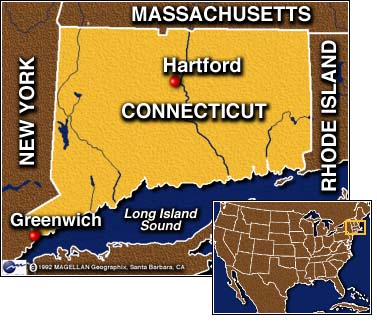 MASSACHUSETTS
NEW YORK
Hartford
CONNECTICUT
RHODE ISLAND
Greenwich
Long Island
Sound
© 1992 MAGELLAN Geographix, Santa Barbara, CA